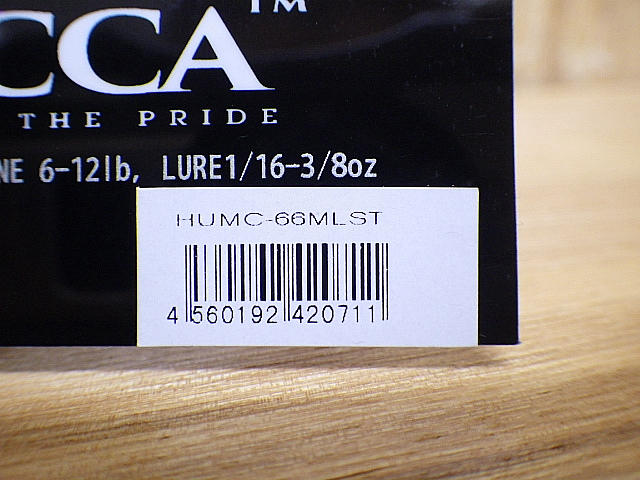 CCA™
THE PRIDE
NE 6-12lb, LURE1/16-3/8oz
HUMC-66MLST
4 560192 420711